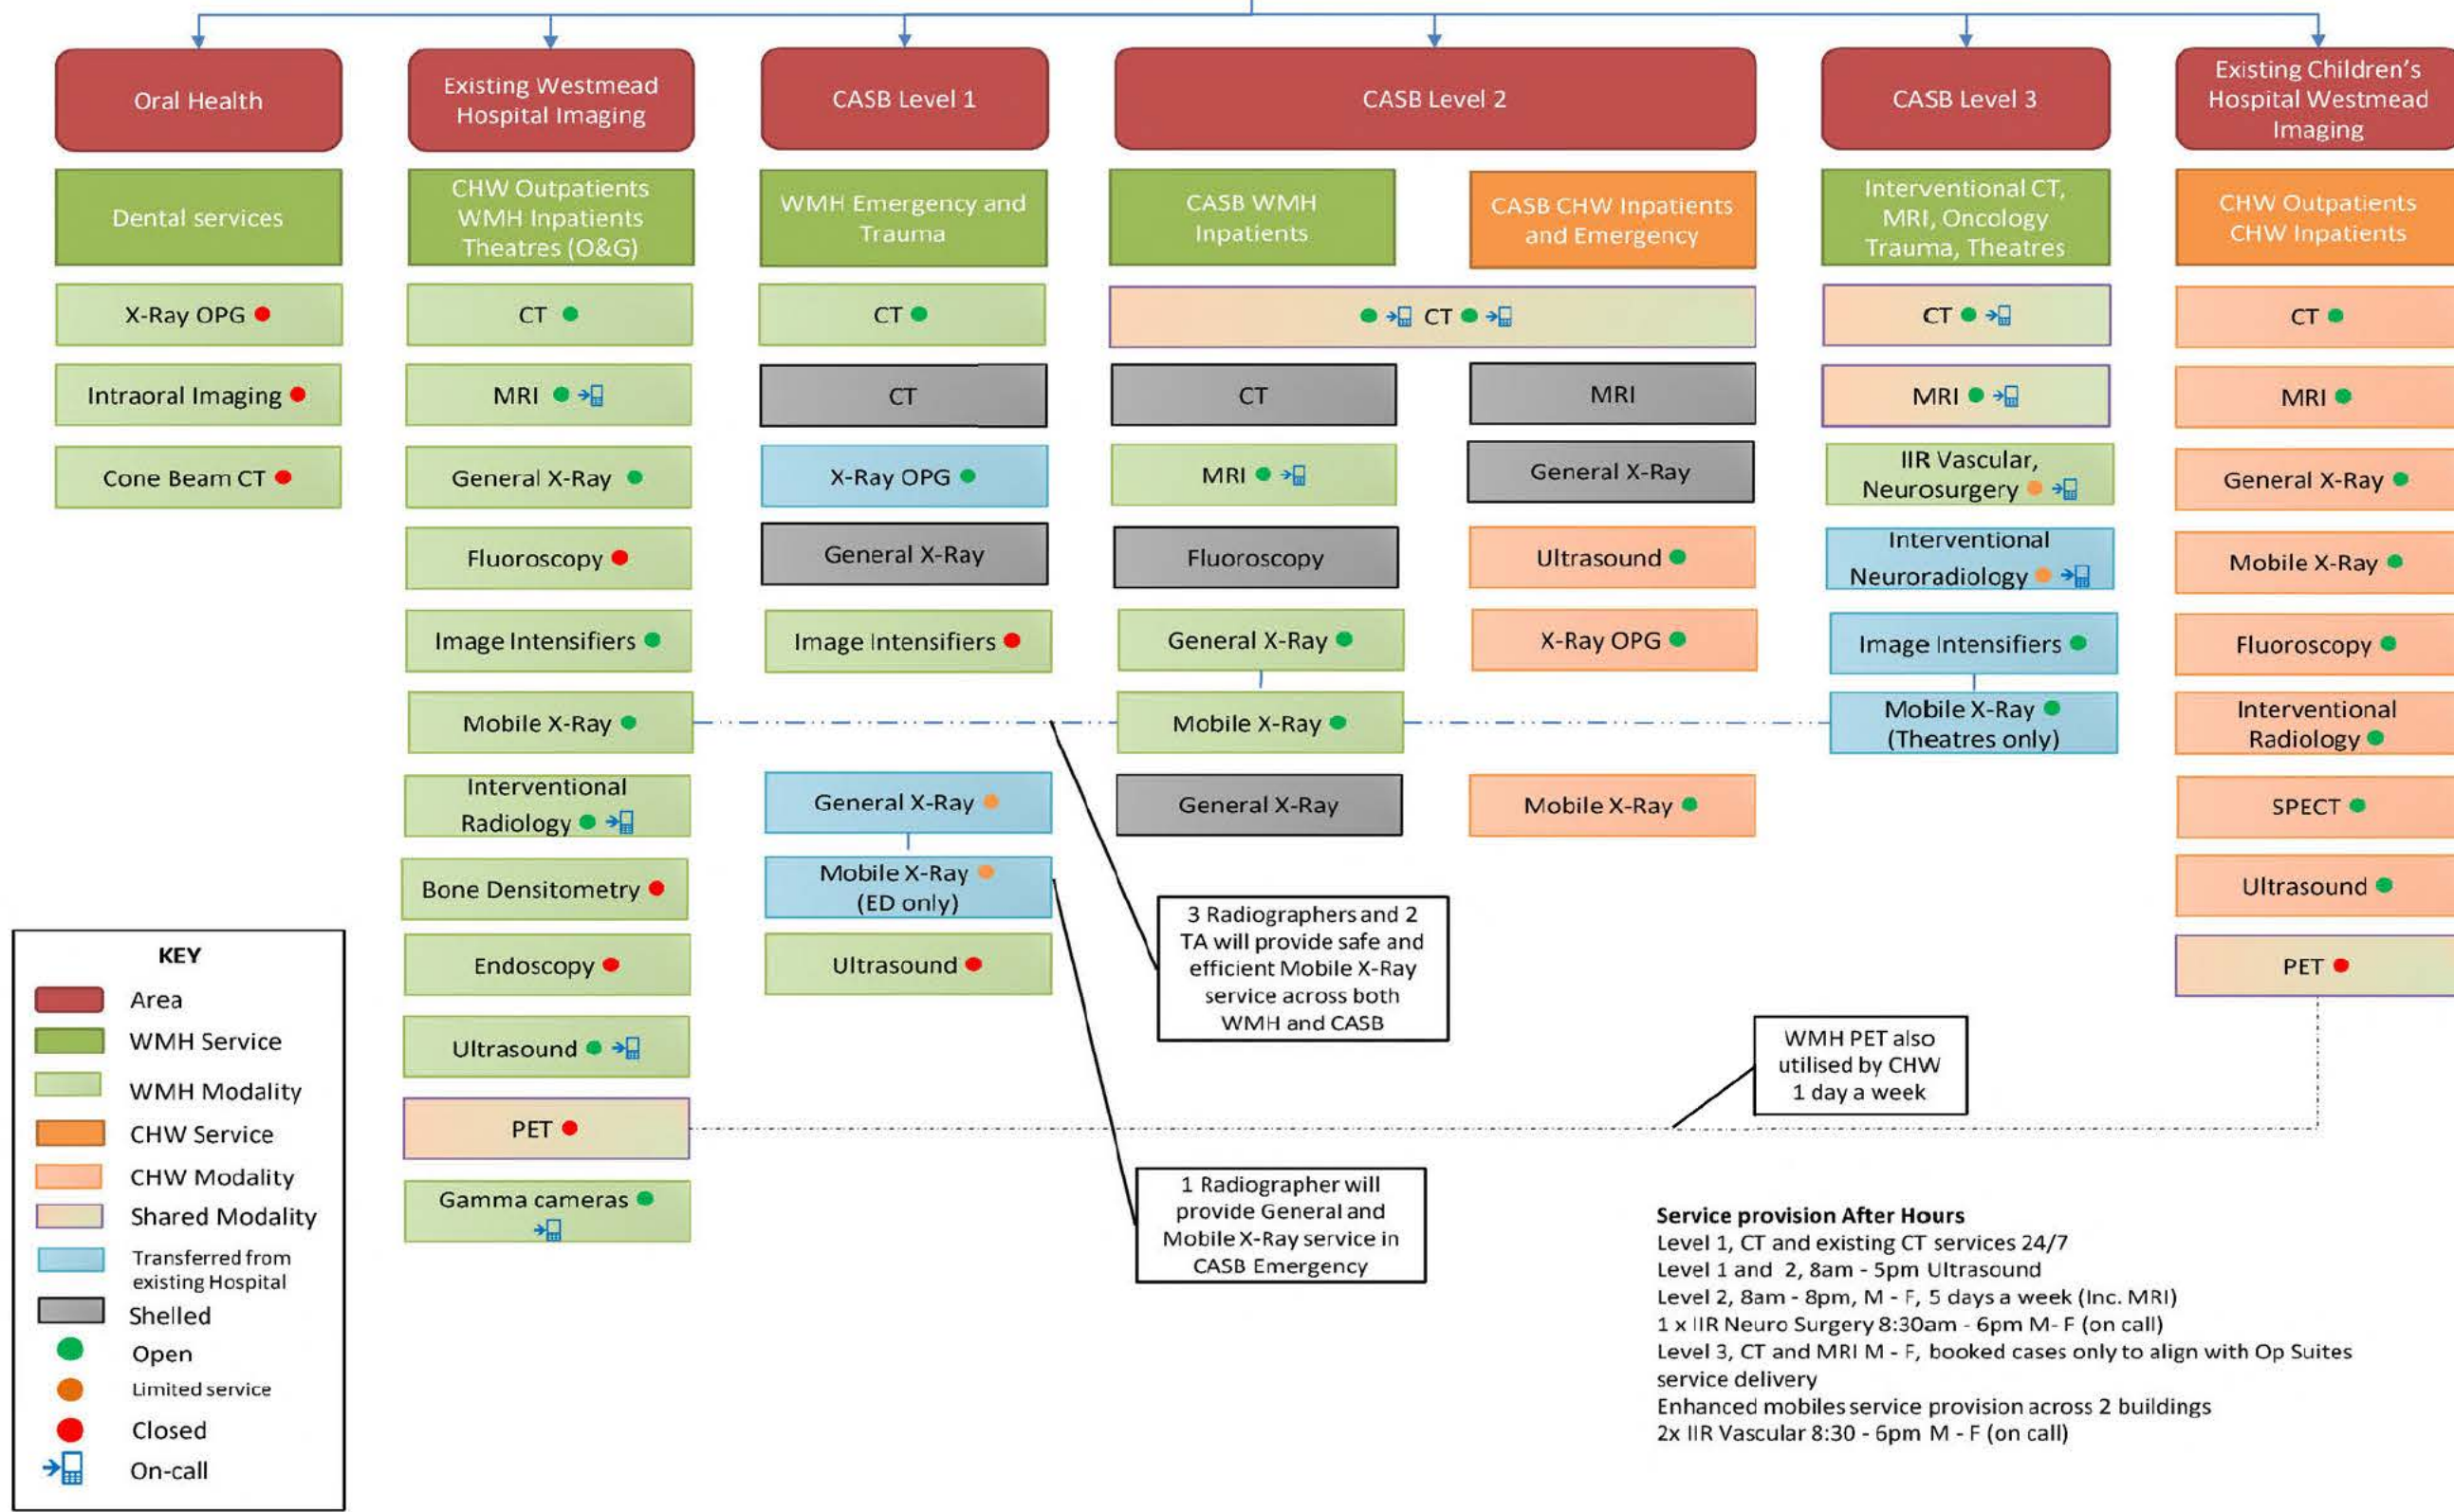 Oral Health
Existing Westmead
Hospital Imaging
CASB Level 1
CASB Level 2
CASB Level 3
Existing Children's
Hospital Westmead
Imaging
Dental services
CHW Outpatients
WMH Inpatients
Theatres (O&G)
WMH Emergency and
Trauma
CASB WMH
Inpatients
CASB CHW Inpatients
and Emergency
Interventional CT,
MRI, Oncology
Trauma, Theatres
CHW Outpatients
CHW Inpatients
X-Ray OPG
Intraoral Imaging
Cone Beam CT
CT
MRI
General X-Ray
Fluoroscopy
Image Intensifiers
Mobile X-Ray
Interventional
Radiology
Bone Densitometry
Endoscopy
Ultrasound
PET
Gamma cameras
CT
CT
X-Ray OPG
General X-Ray
Image Intensifiers
General X-Ray
Mobile X-Ray
(ED only)
Ultrasound
CT
CT
MRI
Fluoroscopy
General X-Ray
Mobile X-Ray
General X-Ray
MRI
General X-Ray
Ultrasound
X-Ray OPG
Mobile X-Ray
CT
MRI
IIR Vascular,
Neurosurgery
Interventional
Neuroradiology
Image Intensifiers
Mobile X-Ray
(Theatres only)
CT
MRI
General X-Ray
Mobile X-Ray
Fluoroscopy
Interventional
Radiology
SPECT
Ultrasound
PET
3 Radiographers and 2
TA will provide safe and
efficient Mobile X-Ray
service across both
WMH and CASB
WMH PET also
utilised by CHW
1 day a week
1 Radiographer will
provide General and
Mobile X-Ray service in
CASB Emergency
KEY
Area
WMH Service
WMH Modality
CHW Service
CHW Modality
Shared Modality
Transferred from
existing Hospital
Shelled
Open
Limited service
Closed
On-call
Service provision After Hours
Level 1, CT and existing CT services 24/7
Level 1 and 2, 8am - 5pm Ultrasound
Level 2, 8am - 8pm, M - F, 5 days a week (Inc. MRI)
1 x IIR Neuro Surgery 8:30am - 6pm M- F (on call)
Level 3, CT and MRI M - F, booked cases only to align with Op Suites
service delivery
Enhanced mobiles service provision across 2 buildings
2x IIR Vascular 8:30 - 6pm M - F (on call)